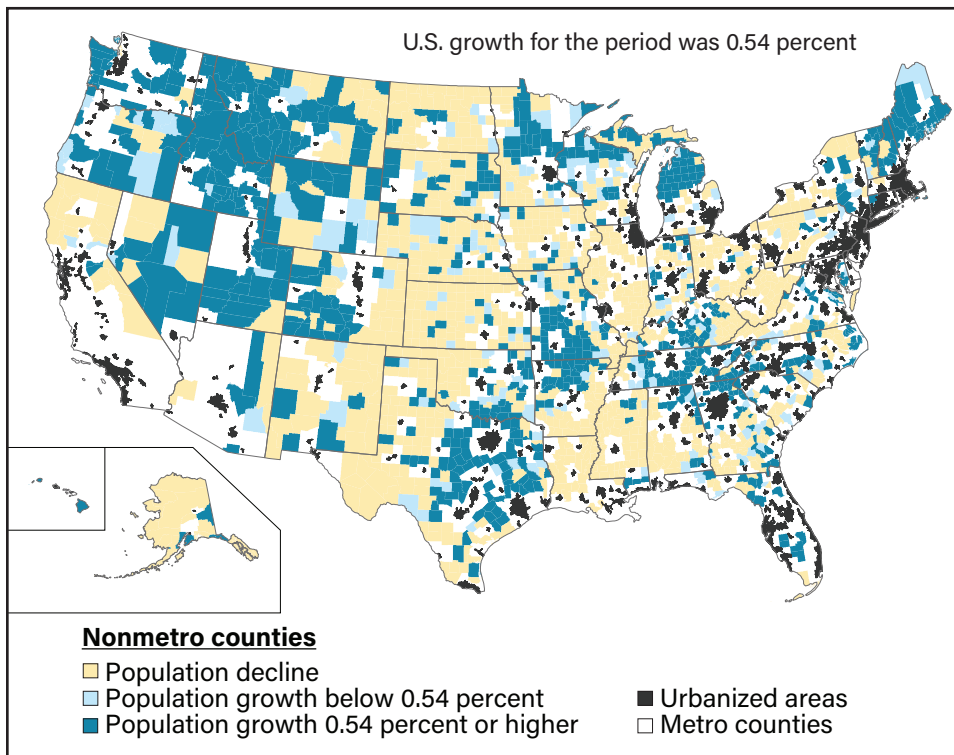 U.S. growth for the period was 0.54 percent
Nonmetro counties
Population decline
Population growth below 0.54 percent
Population growth 0.54 percent or higher
Urbanized areas
Metro counties